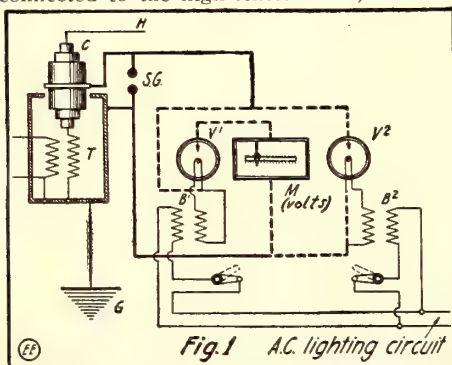 connected to the high
H
C
S.G.
V¹
V²
T
M
(volts)
B¹
B²
G
EE
Fig.1 A.C. lighting circuit